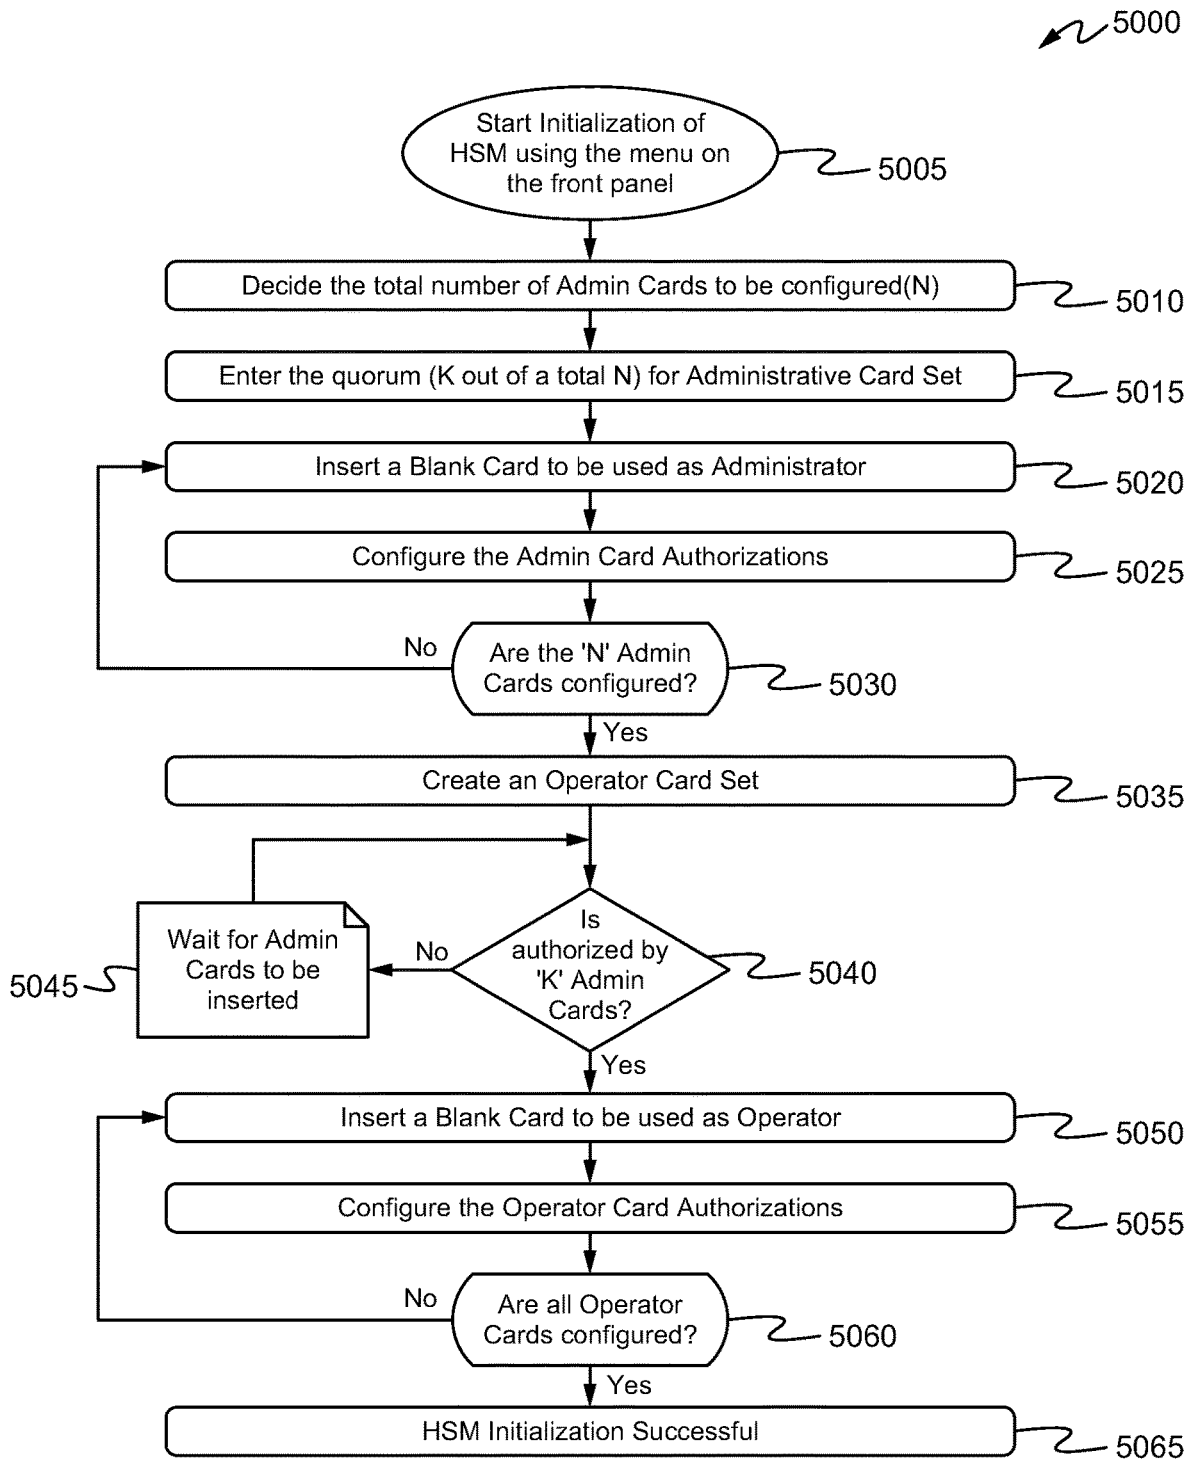 5000
Start Initialization of
HSM using the menu on
the front panel
5005
Decide the total number of Admin Cards to be configured(N)
5010
Enter the quorum (K out of a total N) for Administrative Card Set
5015
Insert a Blank Card to be used as Administrator
5020
Configure the Admin Card Authorizations
5025
No
Are the 'N' Admin
Cards configured?
5030
Yes
Create an Operator Card Set
5035
Wait for Admin
Cards to be
inserted
5045
No
Is
authorized by
'K' Admin
Cards?
5040
Yes
Insert a Blank Card to be used as Operator
5050
Configure the Operator Card Authorizations
5055
No
Are all Operator
Cards configured?
5060
Yes
HSM Initialization Successful
5065